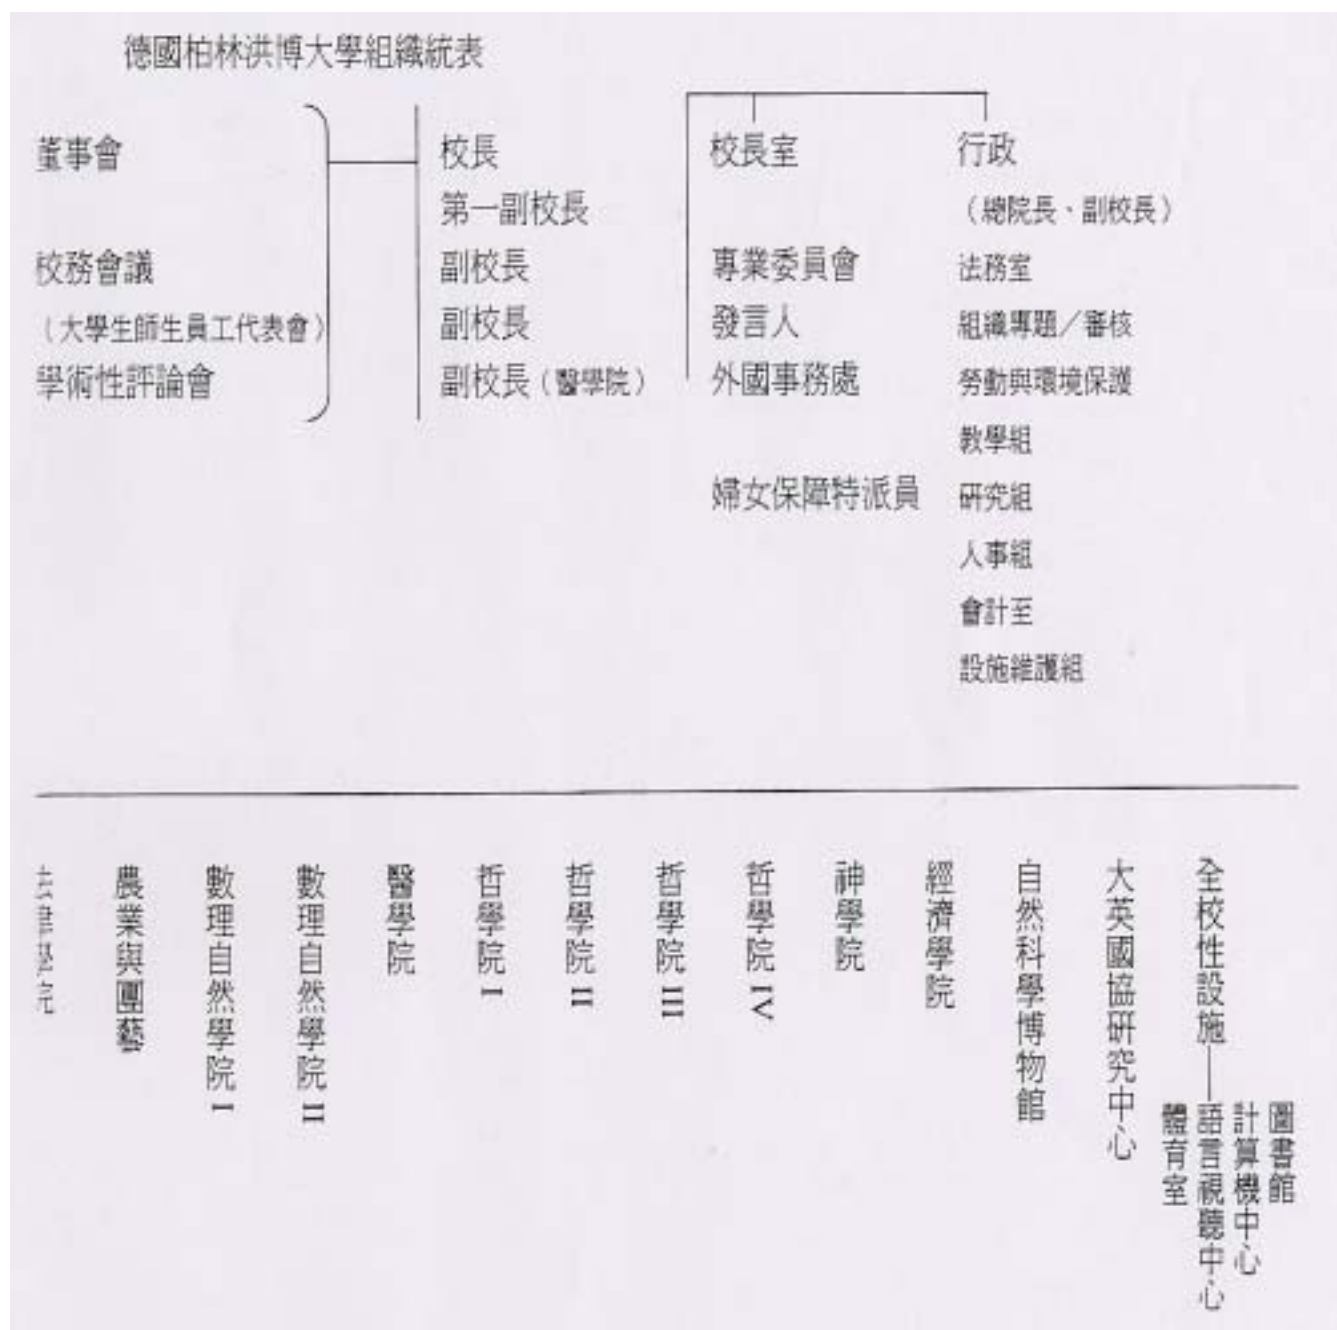 德國柏林洪博大學組織統表
董事會
校務會議
（大學生師生員工代表會）
學術性評論會
校長
第一副校長
副校長
副校長
副校長（醫學院）
校長室
專業委員會
發言人
外國事務處
婦女保障特派員
行政
（總院長、副校長）
法務室
組織專題／審核
勞動與環境保護
教學組
研究組
人事組
會計至
設施維護組
農業與園藝
數理自然學院 I
數理自然學院 II
醫學院
哲學院 I
哲學院 II
哲學院 III
哲學院 IV
神學院
經濟學院
自然科學博物館
大英國協研究中心
全校性設施
圖書館
計算機中心
語言視聽中心
體育室